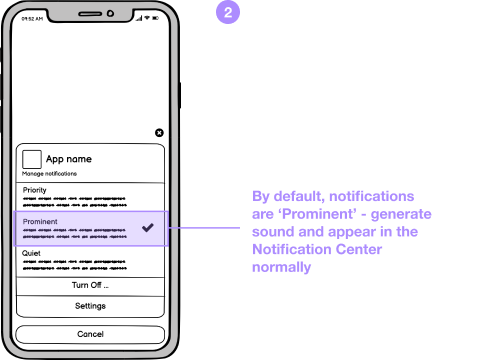 2
09:52 AM
App name
Manage notifications
Priority
Prominent
Quiet
Turn Off ...
Settings
Cancel
By default, notifications
are ‘Prominent’ - generate
sound and appear in the
Notification Center
normally